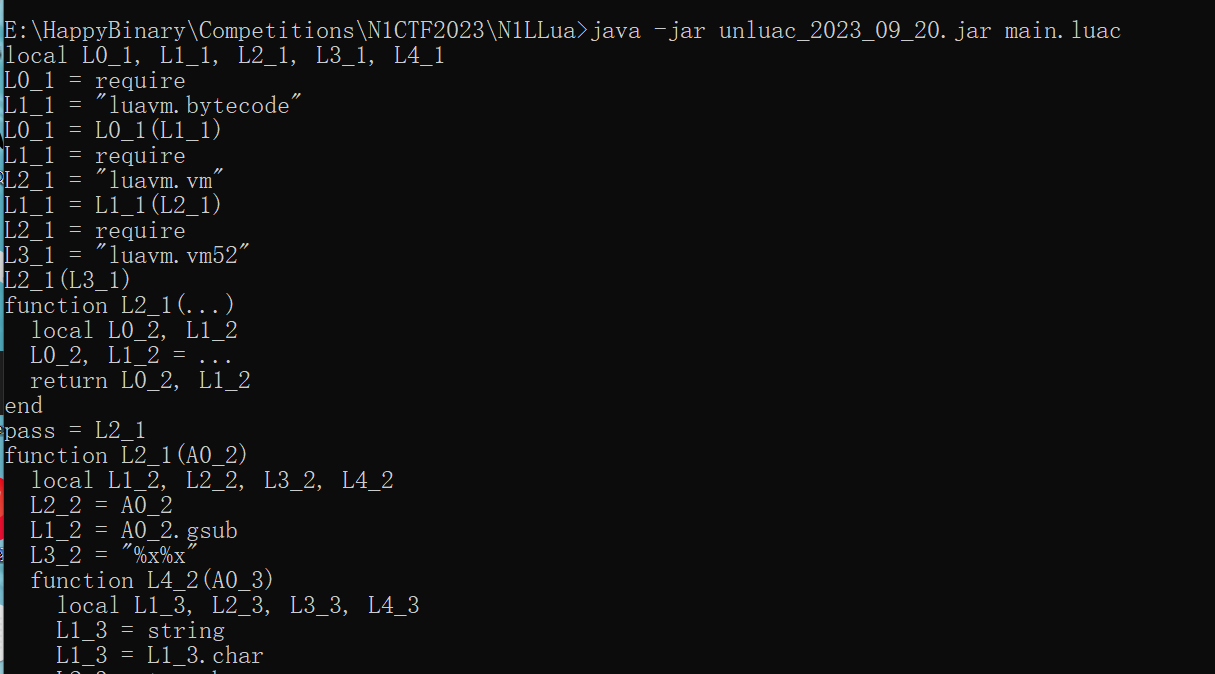 E:\HappyBinary\Competitions\N1CTF2023\N1LLua>java -jar unluac_2023_09_20.jar main.luac
local L0_1, L1_1, L2_1, L3_1, L4_1
L0_1 = require
L1_1 = "luavm.bytecode"
L0_1 = L0_1(L1_1)
L1_1 = require
L2_1 = "luavm.vm"
L1_1 = L1_1(L2_1)
L2_1 = require
L3_1 = "luavm.vm52"
L2_1(L3_1)
function L2_1(...)
  local L0_2, L1_2
  L0_2, L1_2 = ...
  return L0_2, L1_2
end
pass = L2_1
function L2_1(A0_2)
  local L1_2, L2_2, L3_2, L4_2
  L2_2 = A0_2
  L1_2 = A0_2.gsub
  L3_2 = "%x%x"
  function L4_2(A0_3)
    local L1_3, L2_3, L3_3, L4_3
    L1_3 = string
    L1_3 = L1_3.char